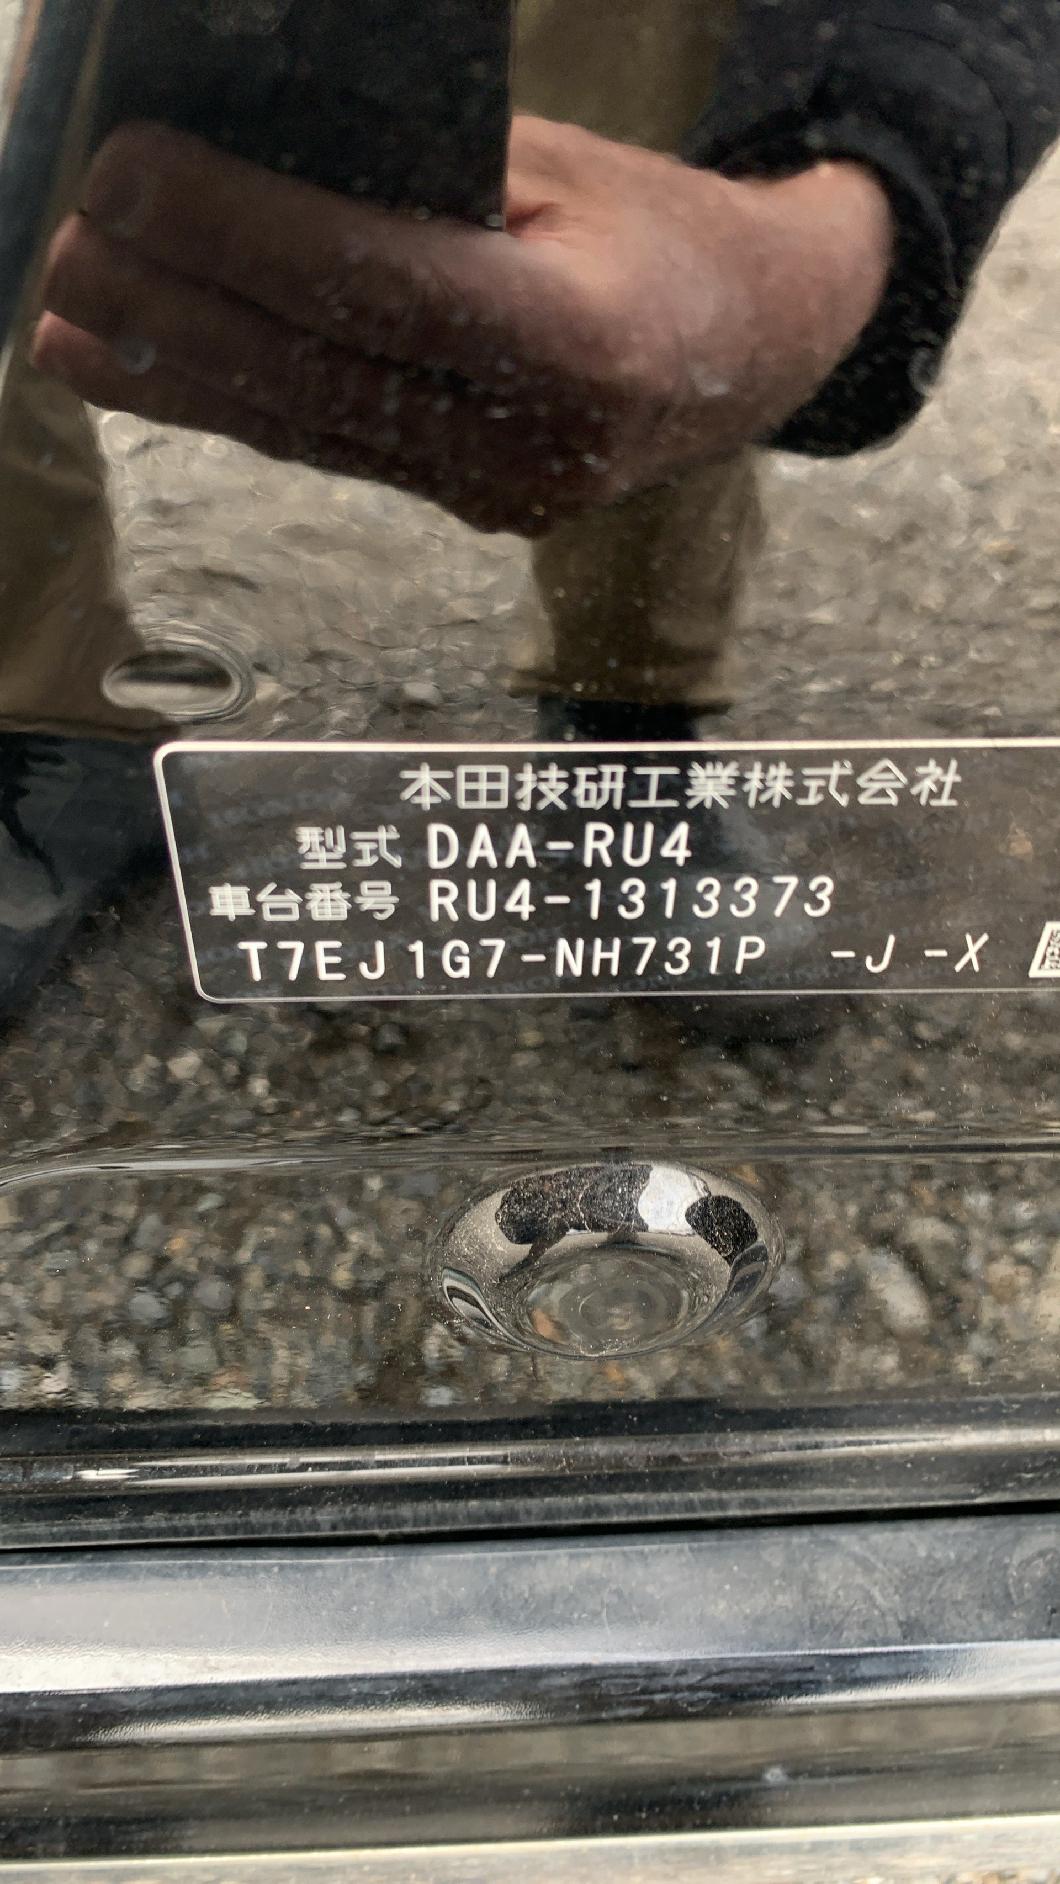 本田技研工業株式会社
型式 DAA-RU4
車台番号 RU4-1313373
T7EJ1G7-NH731P -J -X